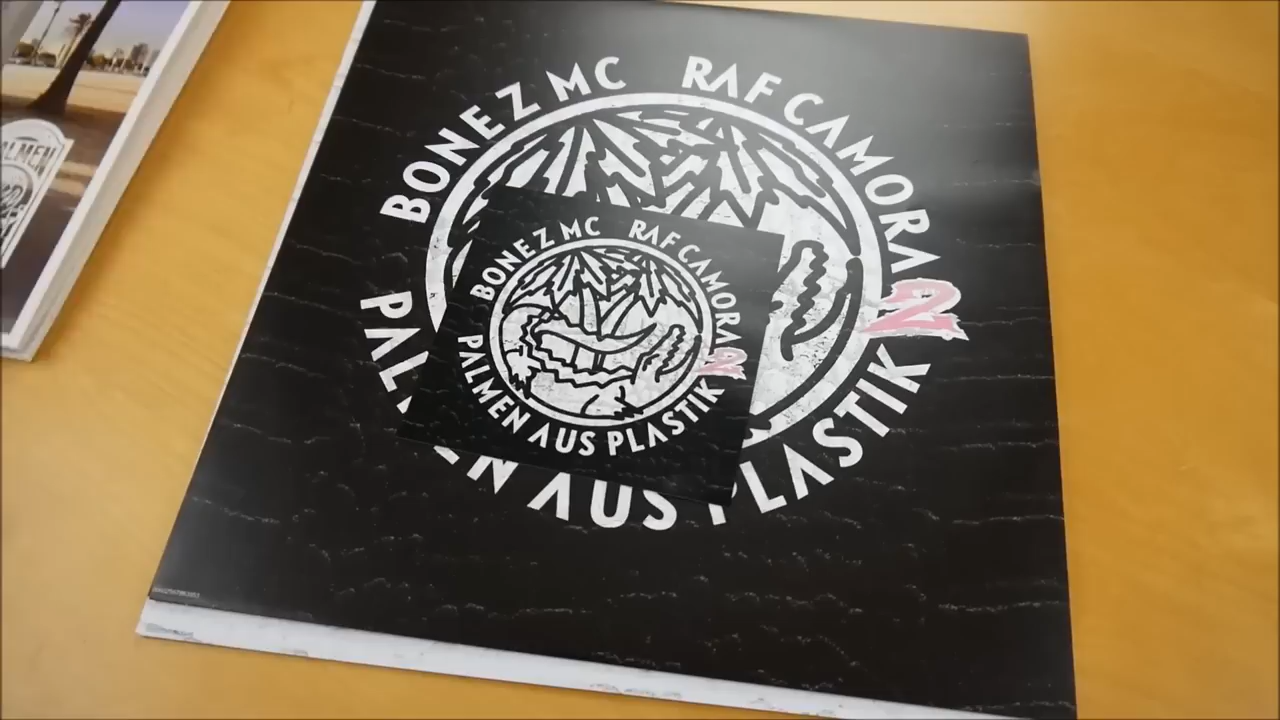 BONEZ MC RAF CAMORA 2
PALMEN AUS PLASTIK
BONEZ MC RAF CAMORA 2
PALMEN AUS PLASTIK
PALMEN